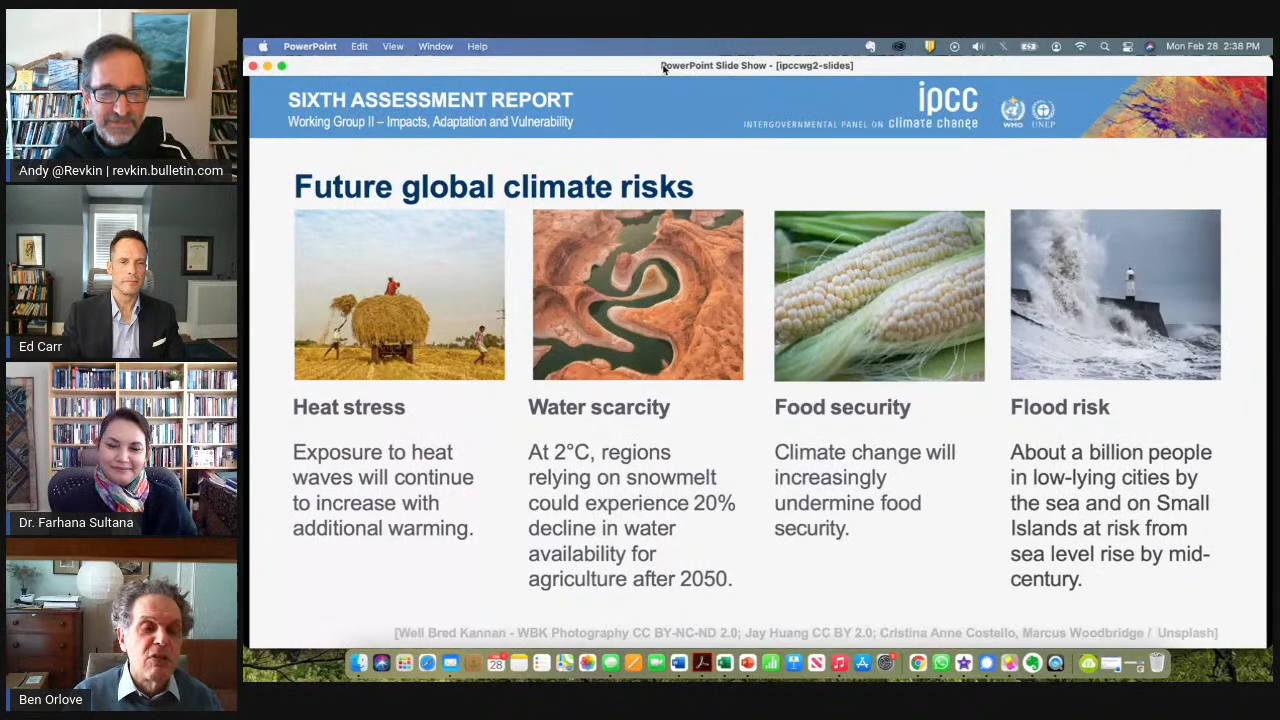 PowerPoint Edit View Window Help
Mon Feb 28 2:38 PM
PowerPoint Slide Show - [ipccwg2-slides]
SIXTH ASSESSMENT REPORT
Working Group II – Impacts, Adaptation and Vulnerability
ipcc
INTERGOVERNMENTAL PANEL ON climate change
WMO UNEP
Future global climate risks
Heat stress
Exposure to heat
waves will continue
to increase with
additional warming.
Water scarcity
At 2°C, regions
relying on snowmelt
could experience 20%
decline in water
availability for
agriculture after 2050.
Food security
Climate change will
increasingly
undermine food
security.
Flood risk
About a billion people
in low-lying cities by
the sea and on Small
Islands at risk from
sea level rise by mid-
century.
[Well Bred Kannan - WBK Photography CC BY-NC-ND 2.0; Jay Huang CC BY 2.0; Cristina Anne Costello, Marcus Woodbridge / Unsplash]
28
Andy @Revkin | revkin.bulletin.com
Ed Carr
Dr. Farhana Sultana
Ben Orlove